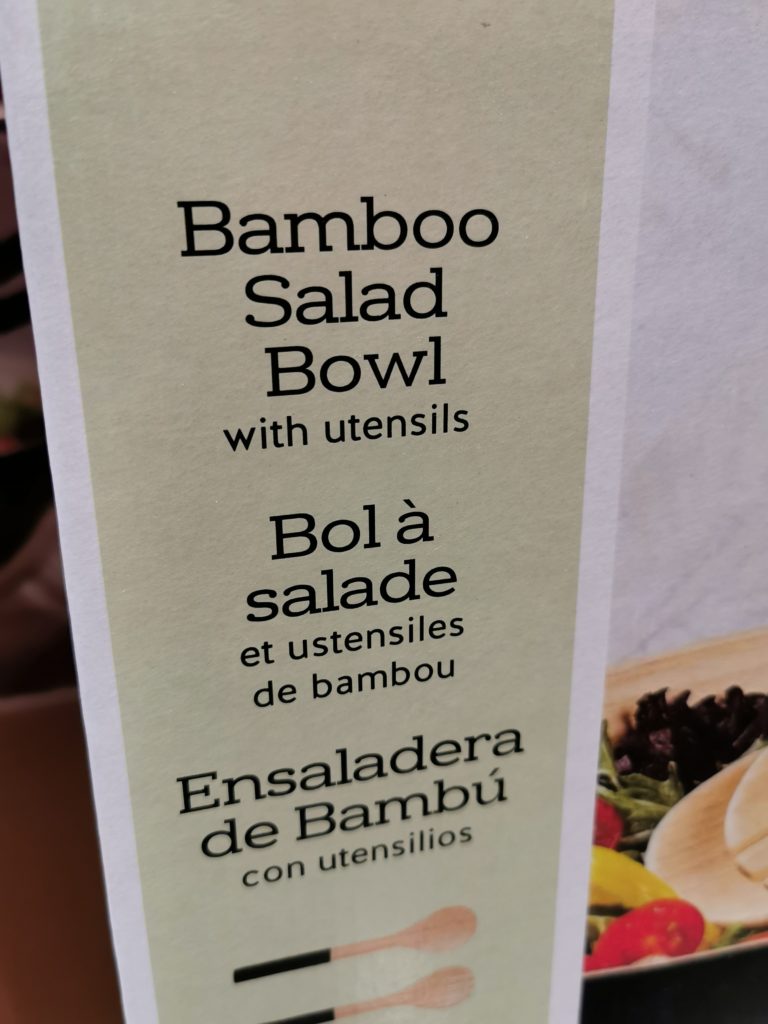 Bamboo
Salad
Bowl
with utensils
Bol à
salade
et ustensiles
de bambou
Ensaladera
de Bambú
con utensilios